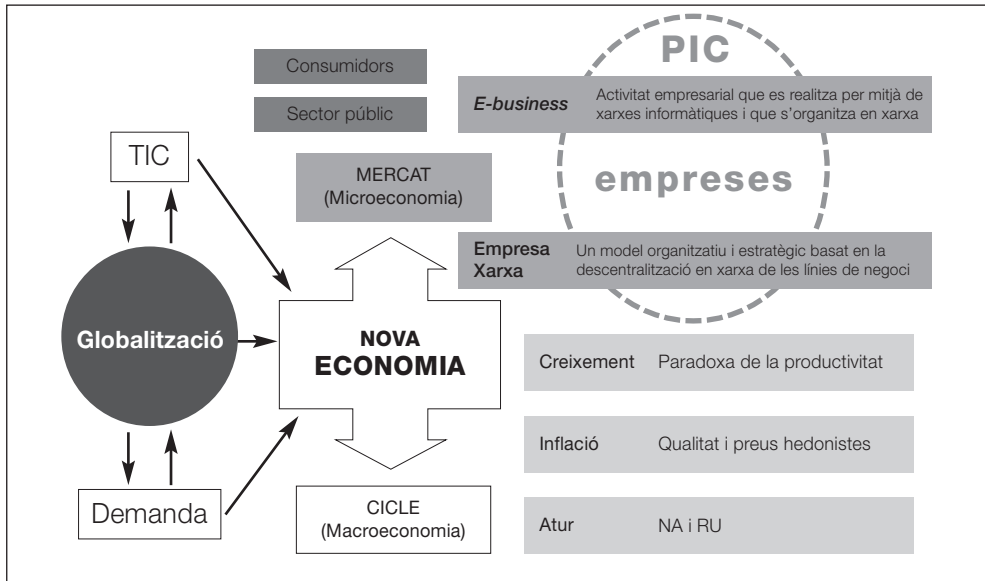 PIC
Consumidors
Sector públic
E-business
Activitat empresarial que es realitza per mitjà de
xarxes informàtiques i que s'organitza en xarxa
TIC
MERCAT
(Microeconomia)
empreses
Empresa
Xarxa
Un model organitzatiu i estratègic basat en la
descentralització en xarxa de les línies de negoci
Globalització
NOVA
ECONOMIA
Creixement Paradoxa de la productivitat
Inflació Qualitat i preus hedonistes
Demanda
CICLE
(Macroeconomia)
Atur NA i RU